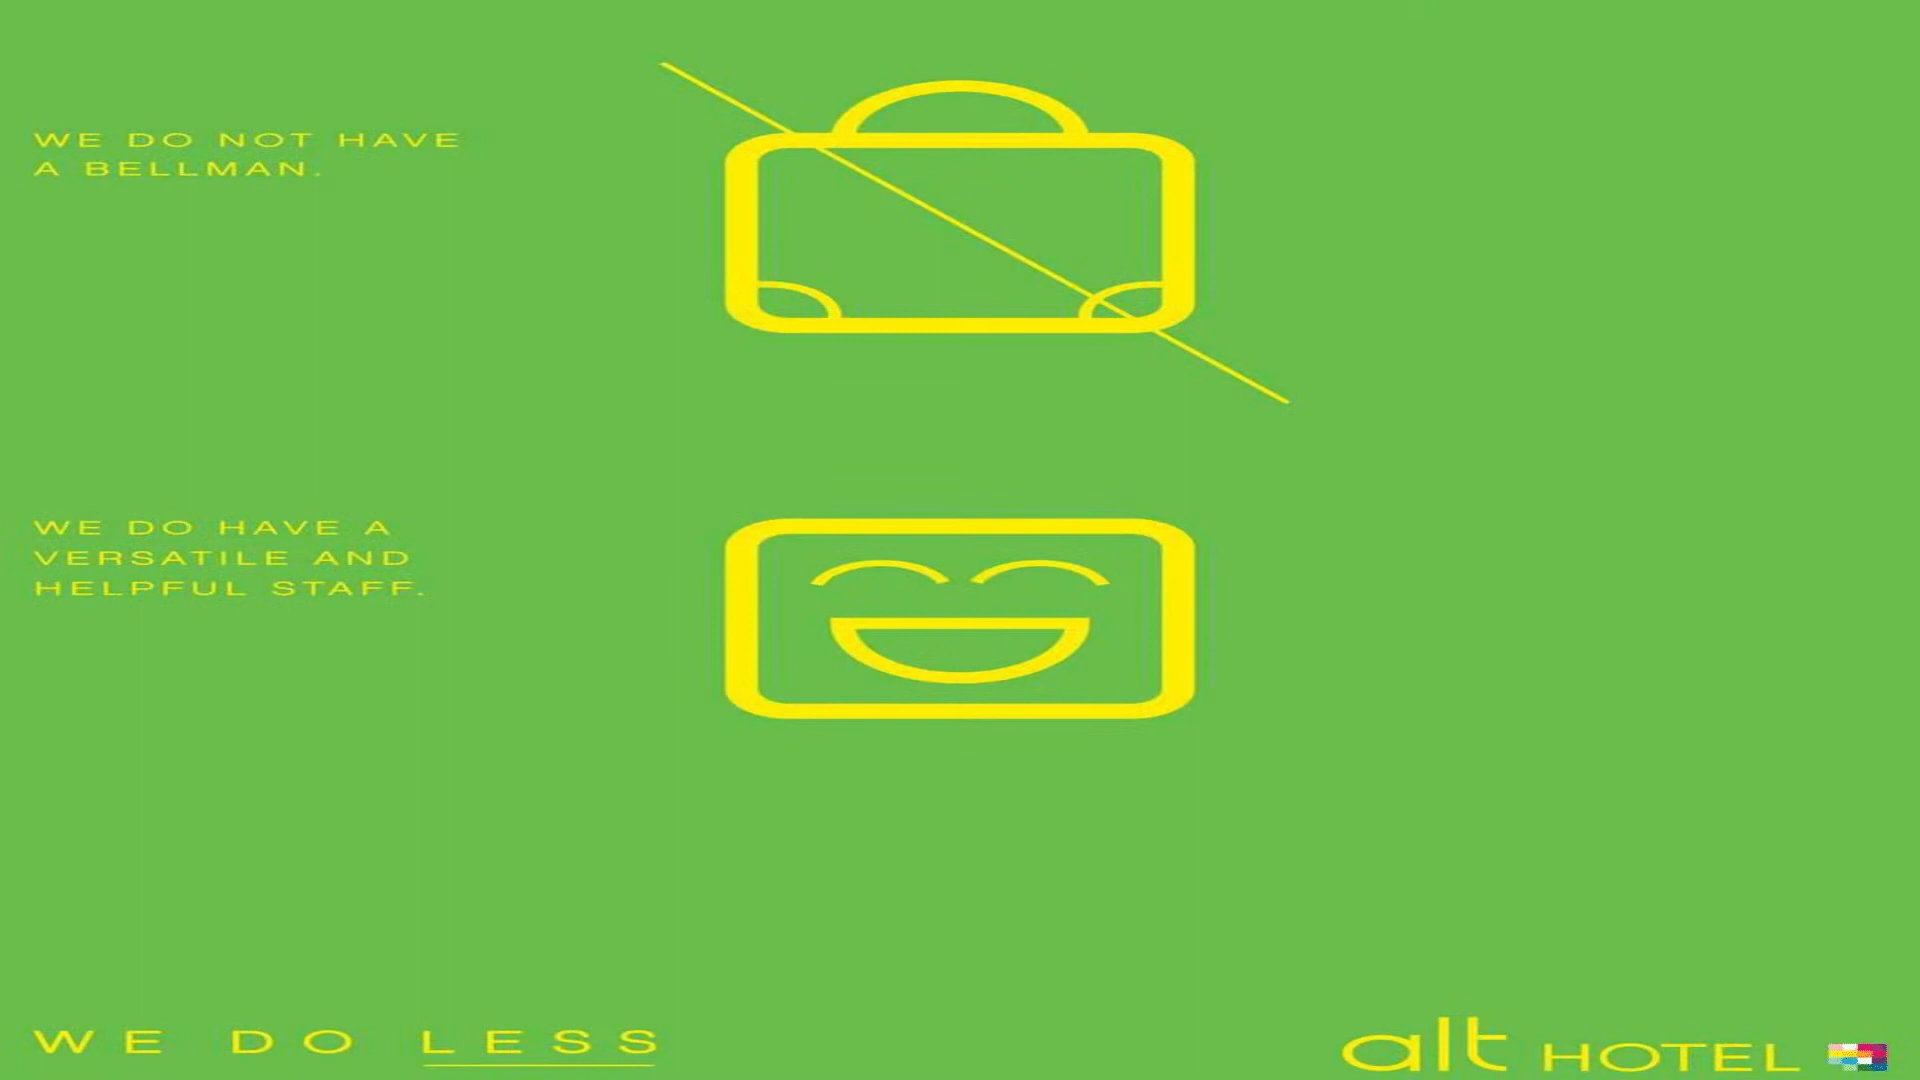 WE DO NOT HAVE
A BELLMAN.
WE DO HAVE A
VERSATILE AND
HELPFUL STAFF.
WE DO LESS
alt HOTEL